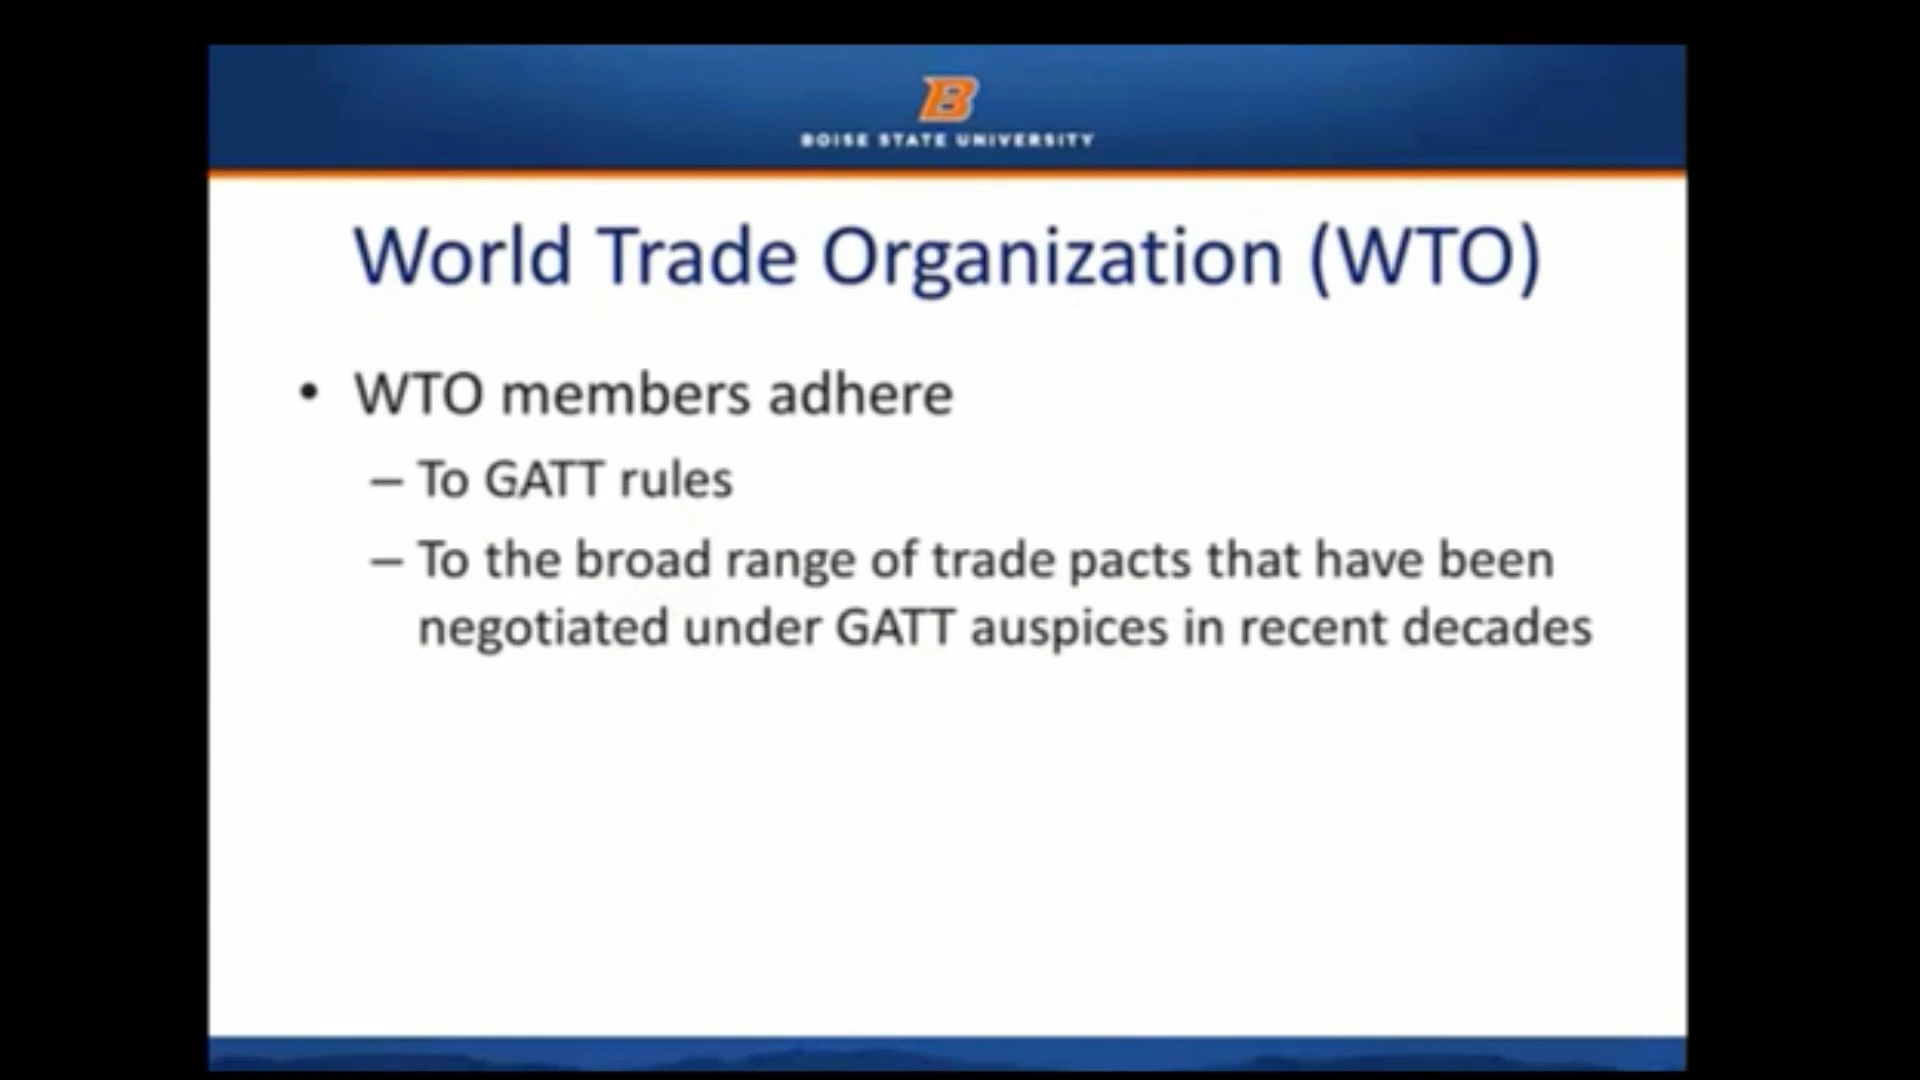 B
BOISE STATE UNIVERSITY
World Trade Organization (WTO)
• WTO members adhere
– To GATT rules
– To the broad range of trade pacts that have been
negotiated under GATT auspices in recent decades